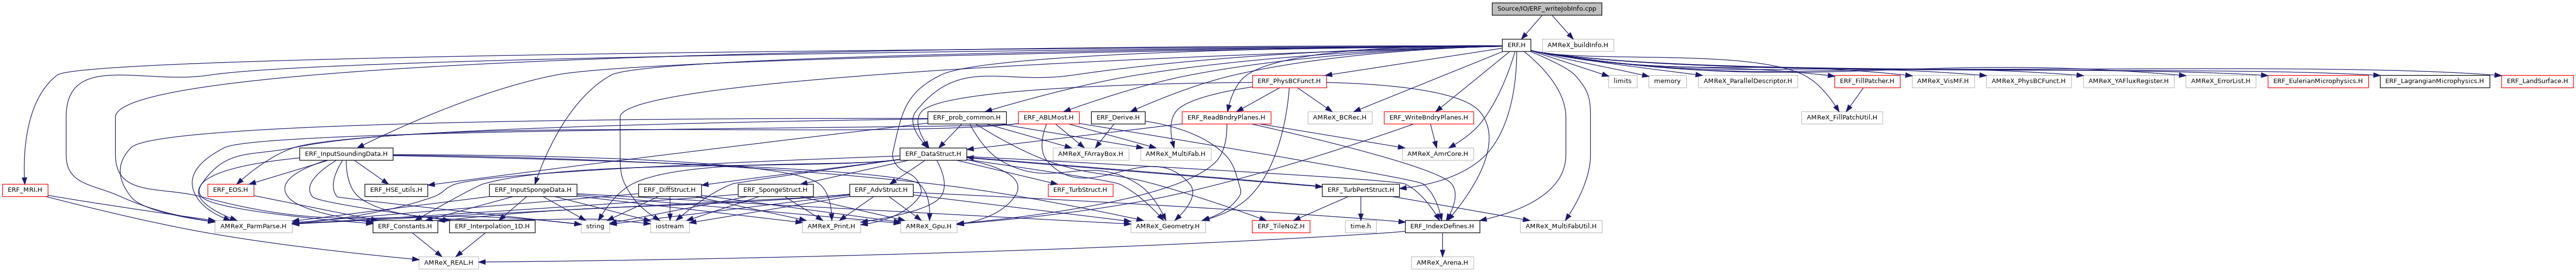 Source/IO/ERF_writeJobInfo.cpp
ERF.H
AMReX_buildInfo.H
ERF_PhysBCFunct.H
limits
memory
AMReX_ParallelDescriptor.H
ERF_FillPatcher.H
AMReX_VisMF.H
AMReX_PhysBCFunct.H
AMReX_YAFluxRegister.H
AMReX_ErrorList.H
ERF_EulerianMicrophysics.H
ERF_LagrangianMicrophysics.H
ERF_LandSurface.H
ERF_prob_common.H
ERF_ABLMost.H
ERF_Derive.H
ERF_ReadBndryPlanes.H
AMReX_BCRec.H
ERF_WriteBndryPlanes.H
AMReX_FillPatchUtil.H
ERF_InputSoundingData.H
ERF_DataStruct.H
AMReX_FArrayBox.H
AMReX_MultiFab.H
AMReX_AmrCore.H
ERF_MRI.H
ERF_EOS.H
ERF_HSE_utils.H
ERF_InputSpongeData.H
ERF_DiffStruct.H
ERF_SpongeStruct.H
ERF_AdvStruct.H
ERF_TurbStruct.H
ERF_TurbPertStruct.H
AMReX_ParmParse.H
ERF_Constants.H
ERF_Interpolation_1D.H
string
iostream
AMReX_Print.H
AMReX_Gpu.H
AMReX_Geometry.H
ERF_TileNoZ.H
time.h
ERF_IndexDefines.H
AMReX_MultiFabUtil.H
AMReX_REAL.H
AMReX_Arena.H